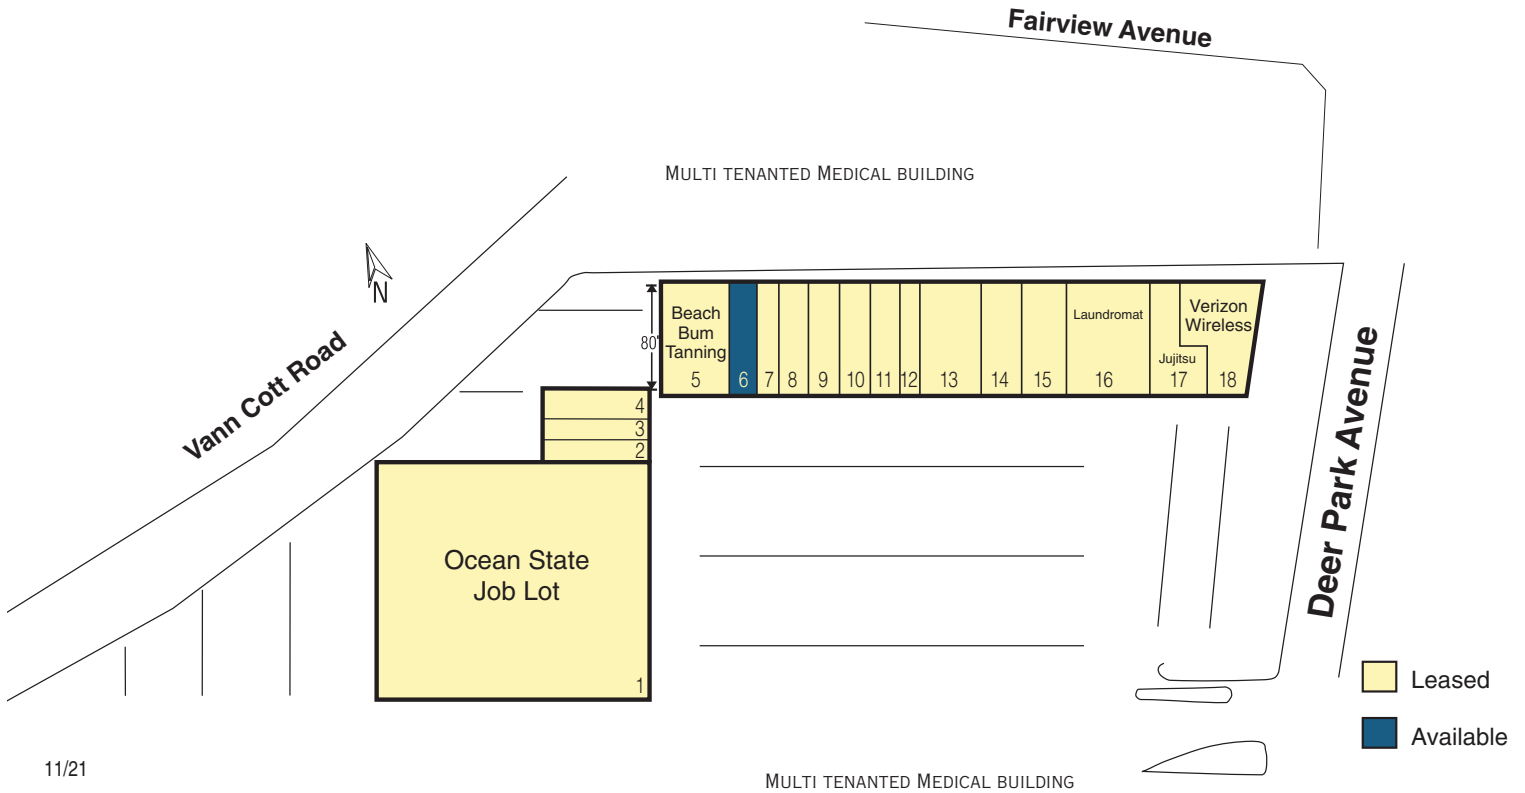 Fairview Avenue
MULTI TENANTED MEDICAL BUILDING
N
Vann Cott Road
80'
Beach
Bum
Tanning
5
6
7
8
9
10
11
12
13
14
15
Laundromat
16
Jujitsu
17
Verizon
Wireless
18
4
3
2
Ocean State
Job Lot
1
Deer Park Avenue
Leased
Available
11/21
MULTI TENANTED MEDICAL BUILDING